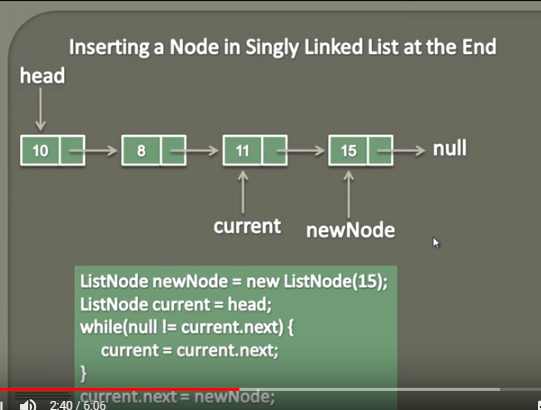 Inserting a Node in Singly Linked List at the End
head
10 8 11 15 null
current newNode
ListNode newNode = new ListNode(15);
ListNode current = head;
while(null != current.next) {
current = current.next;
}
current.next = newNode;
2:40 / 6:06